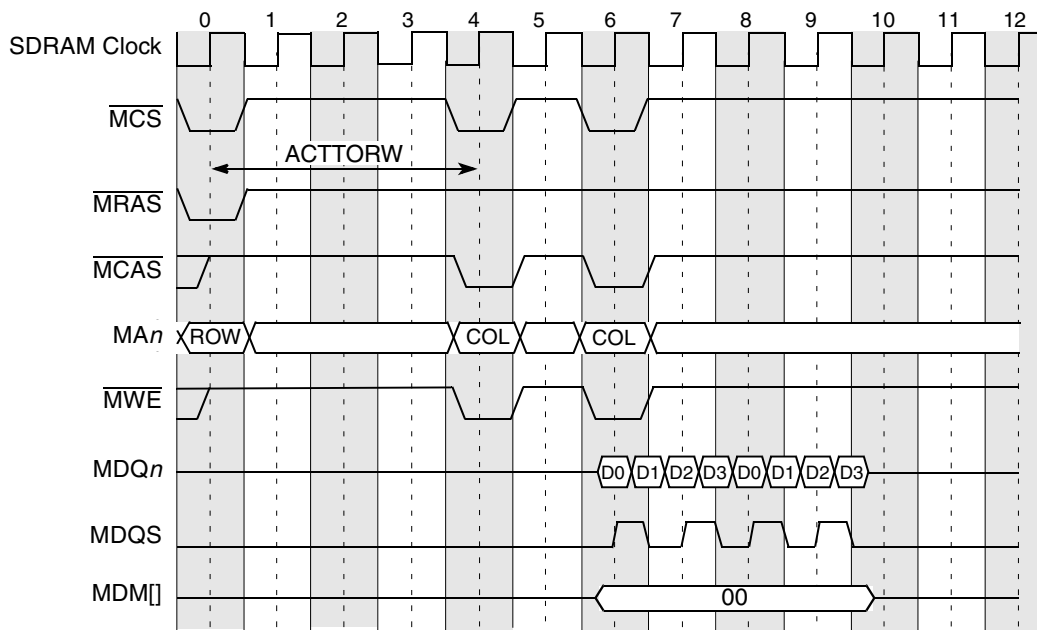 0 1 2 3 4 5 6 7 8 9 10 11 12
SDRAM Clock
MCS
ACTTORW
MRAS
MCAS
MAn ROW COL COL
MWE
MDQn D0 D1 D2 D3 D0 D1 D2 D3
MDQS
MDM[] 00